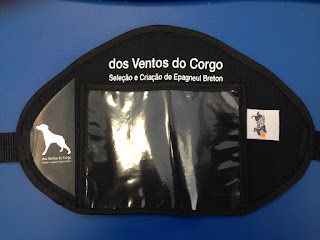 dos Ventos do Corgo
Seleção e Criação de Epagneul Breton
dos Ventos do Corgo